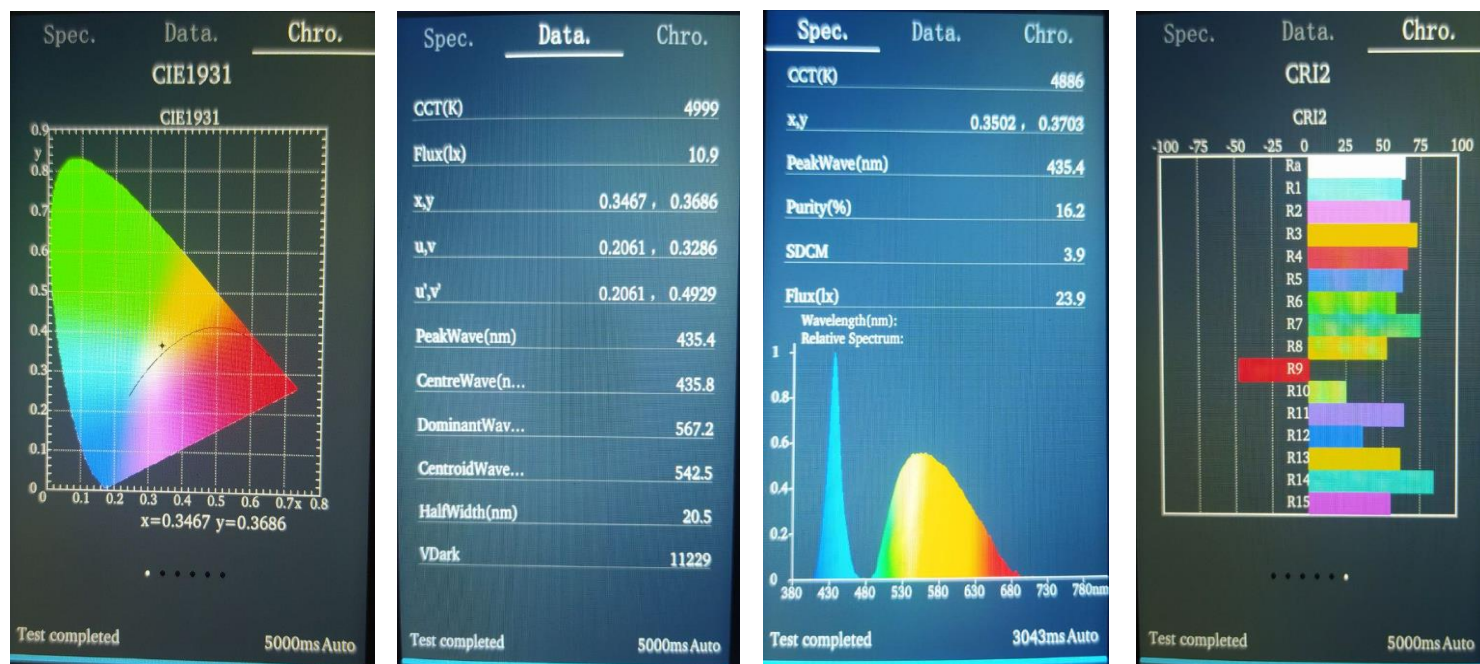 Spec. Data. Chro.
CIE1931
CIE1931
0.9
y
0.8
0.7
0.6
0.5
0.4
0.3
0.2
0.1
0
0 0.1 0.2 0.3 0.4 0.5 0.6 0.7x 0.8
x=0.3467 y=0.3686
Test completed 5000ms Auto
Spec. Data. Chro.
CCT(K) 4999
Flux(lx) 10.9
x,y 0.3467 , 0.3686
u,v 0.2061 , 0.3286
u',v' 0.2061 , 0.4929
PeakWave(nm) 435.4
CentreWave(n... 435.8
DominantWav... 567.2
CentroidWave... 542.5
HalfWidth(nm) 20.5
VDark 11229
Test completed 5000ms Auto
Spec. Data. Chro.
CCT(K) 4886
x,y 0.3502 , 0.3703
PeakWave(nm) 435.4
Purity(%) 16.2
SDCM 3.9
Flux(lx) 23.9
Wavelength(nm):
Relative Spectrum:
1
0.8
0.6
0.4
0.2
0
380 430 480 530 580 630 680 730 780nm
Test completed 3043ms Auto
Spec. Data. Chro.
CRI2
CRI2
-100 -75 -50 -25 0 25 50 75 100
Ra
R1
R2
R3
R4
R5
R6
R7
R8
R9
R10
R11
R12
R13
R14
R15
Test completed 5000ms Auto